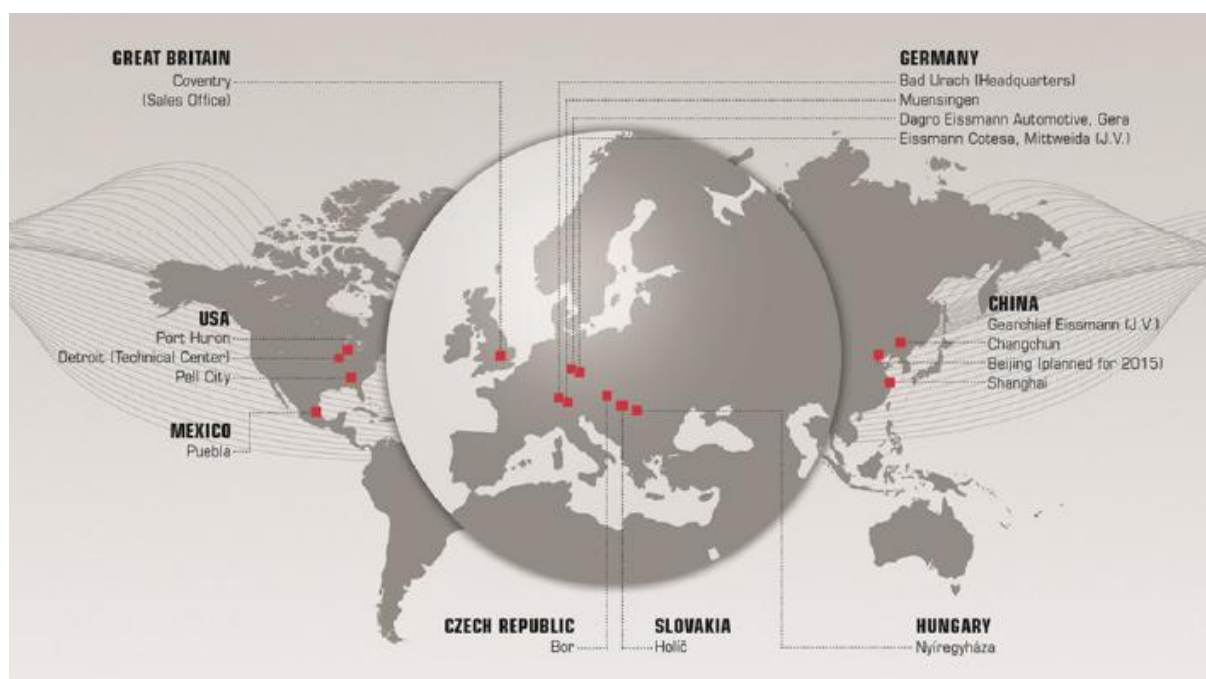 GREAT BRITAIN
Coventry
(Sales Office)
GERMANY
Bad Urach (Headquarters)
Muensingen
Dagro Eissmann Automotive, Gera
Eissmann Cotesa, Mittweida (J.V.)
USA
Port Huron
Detroit (Technical Center)
Pell City
MEXICO
Puebla
CHINA
Gearchief Eissmann (J.V.)
Changchun
Beijing (planned for 2015)
Shanghai
CZECH REPUBLIC
Bor
SLOVAKIA
Holíč
HUNGARY
Nyíregyháza